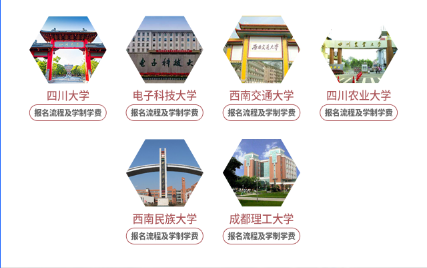 四川大学
电子科技大学
西南交通大学
四川农业大学
报名流程及学制学费
报名流程及学制学费
报名流程及学制学费
报名流程及学制学费
西南民族大学
成都理工大学
报名流程及学制学费
报名流程及学制学费